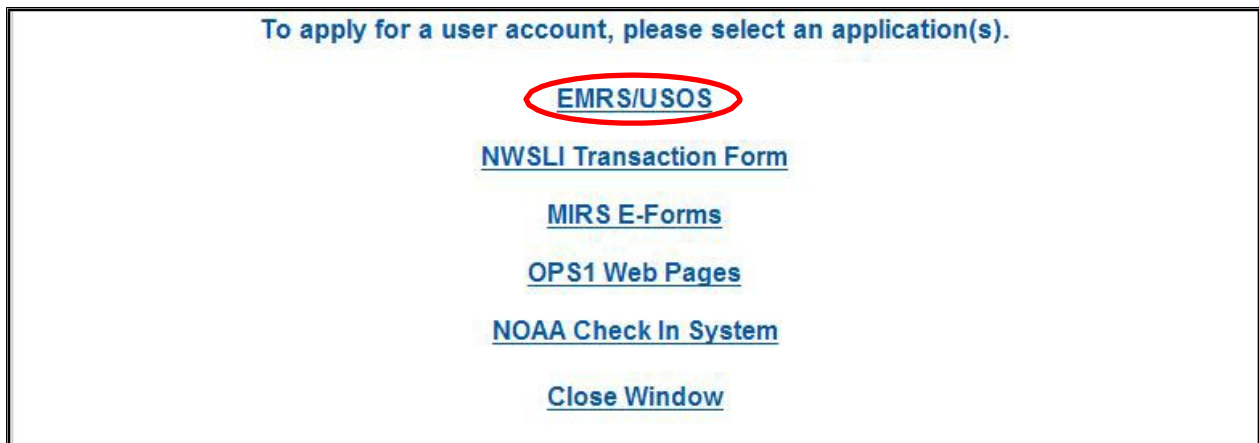 To apply for a user account, please select an application(s).
EMRS/USOS
NWSLI Transaction Form
MIRS E-Forms
OPS1 Web Pages
NOAA Check In System
Close Window